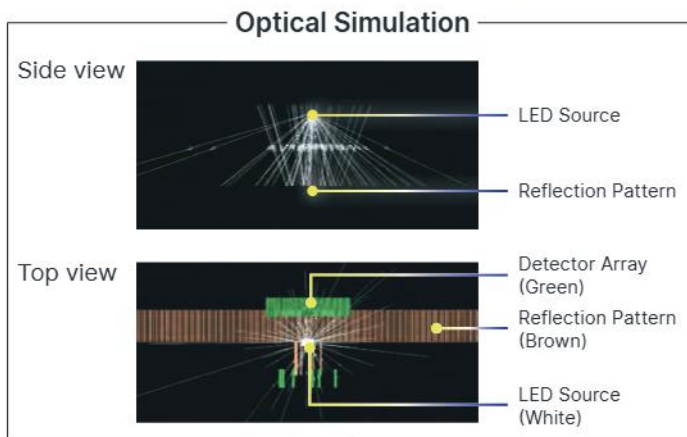 Optical Simulation
Side view
LED Source
Reflection Pattern
Top view
Detector Array
(Green)
Reflection Pattern
(Brown)
LED Source
(White)